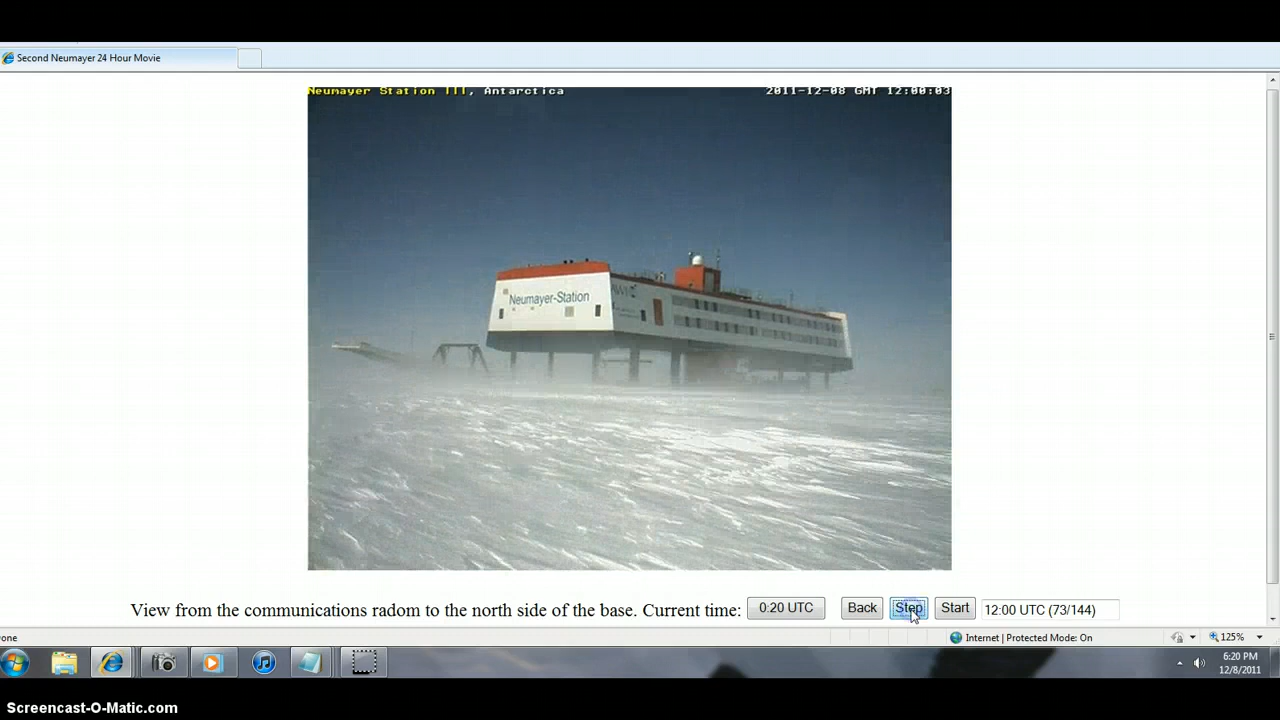 Second Neumayer 24 Hour Movie
Neumayer Station III, Antarctica 2011-12-08 GMT 12:00:03
Neumayer-Station
AWI
View from the communications radom to the north side of the base. Current time: 0:20 UTC Back Step Start 12:00 UTC (73/144)
one Internet | Protected Mode: On 125%
6:20 PM
12/8/2011
Screencast-O-Matic.com